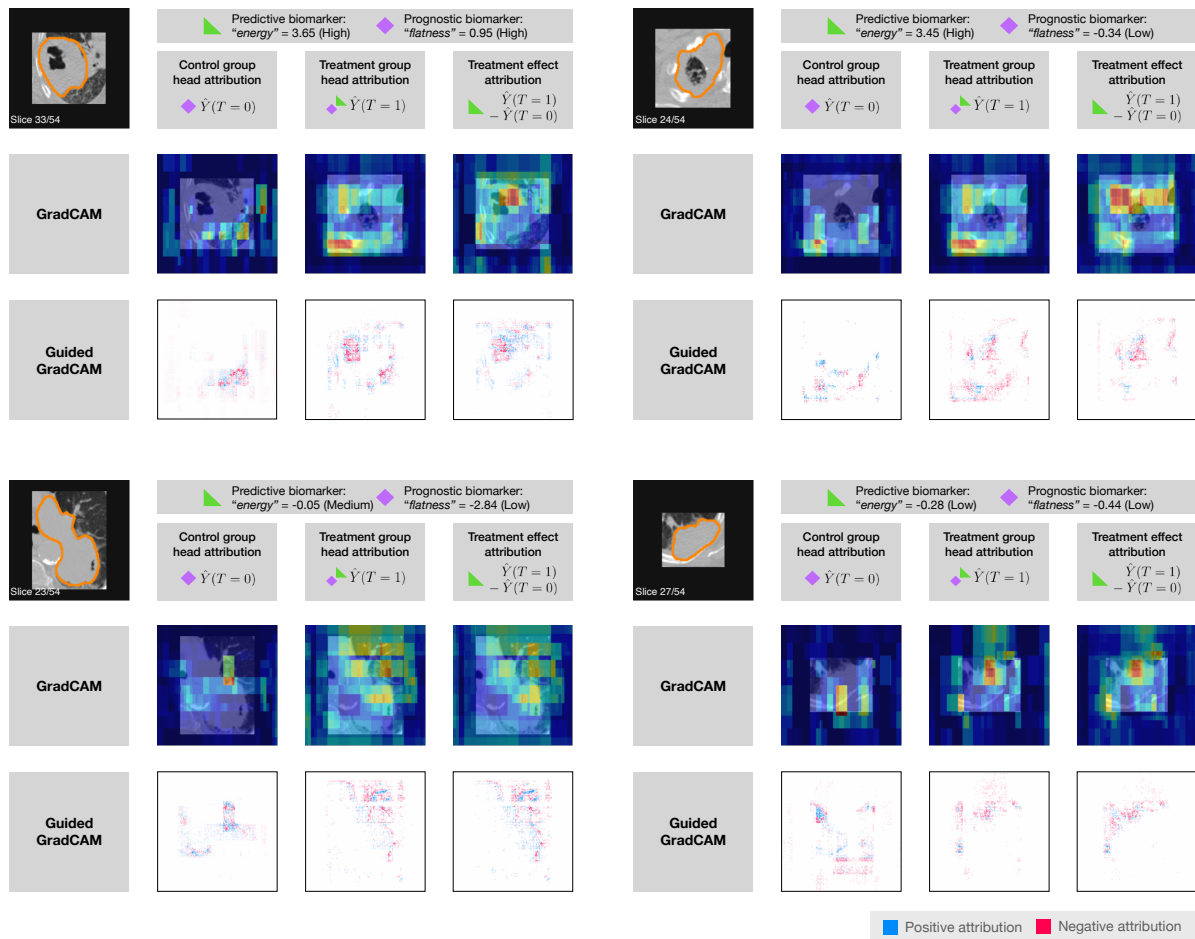 Slice 33/54
Predictive biomarker:
“energy” = 3.65 (High)
Prognostic biomarker:
“flatness” = 0.95 (High)
Control group
head attribution
Ŷ(T = 0)
Treatment group
head attribution
Ŷ(T = 1)
Treatment effect
attribution
Ŷ(T = 1)
− Ŷ(T = 0)
GradCAM
Guided
GradCAM
Slice 24/54
Predictive biomarker:
“energy” = 3.45 (High)
Prognostic biomarker:
“flatness” = -0.34 (Low)
Control group
head attribution
Ŷ(T = 0)
Treatment group
head attribution
Ŷ(T = 1)
Treatment effect
attribution
Ŷ(T = 1)
− Ŷ(T = 0)
GradCAM
Guided
GradCAM
Slice 23/54
Predictive biomarker:
“energy” = -0.05 (Medium)
Prognostic biomarker:
“flatness” = -2.84 (Low)
Control group
head attribution
Ŷ(T = 0)
Treatment group
head attribution
Ŷ(T = 1)
Treatment effect
attribution
Ŷ(T = 1)
− Ŷ(T = 0)
GradCAM
Guided
GradCAM
Slice 27/54
Predictive biomarker:
“energy” = -0.28 (Low)
Prognostic biomarker:
“flatness” = -0.44 (Low)
Control group
head attribution
Ŷ(T = 0)
Treatment group
head attribution
Ŷ(T = 1)
Treatment effect
attribution
Ŷ(T = 1)
− Ŷ(T = 0)
GradCAM
Guided
GradCAM
Positive attribution
Negative attribution